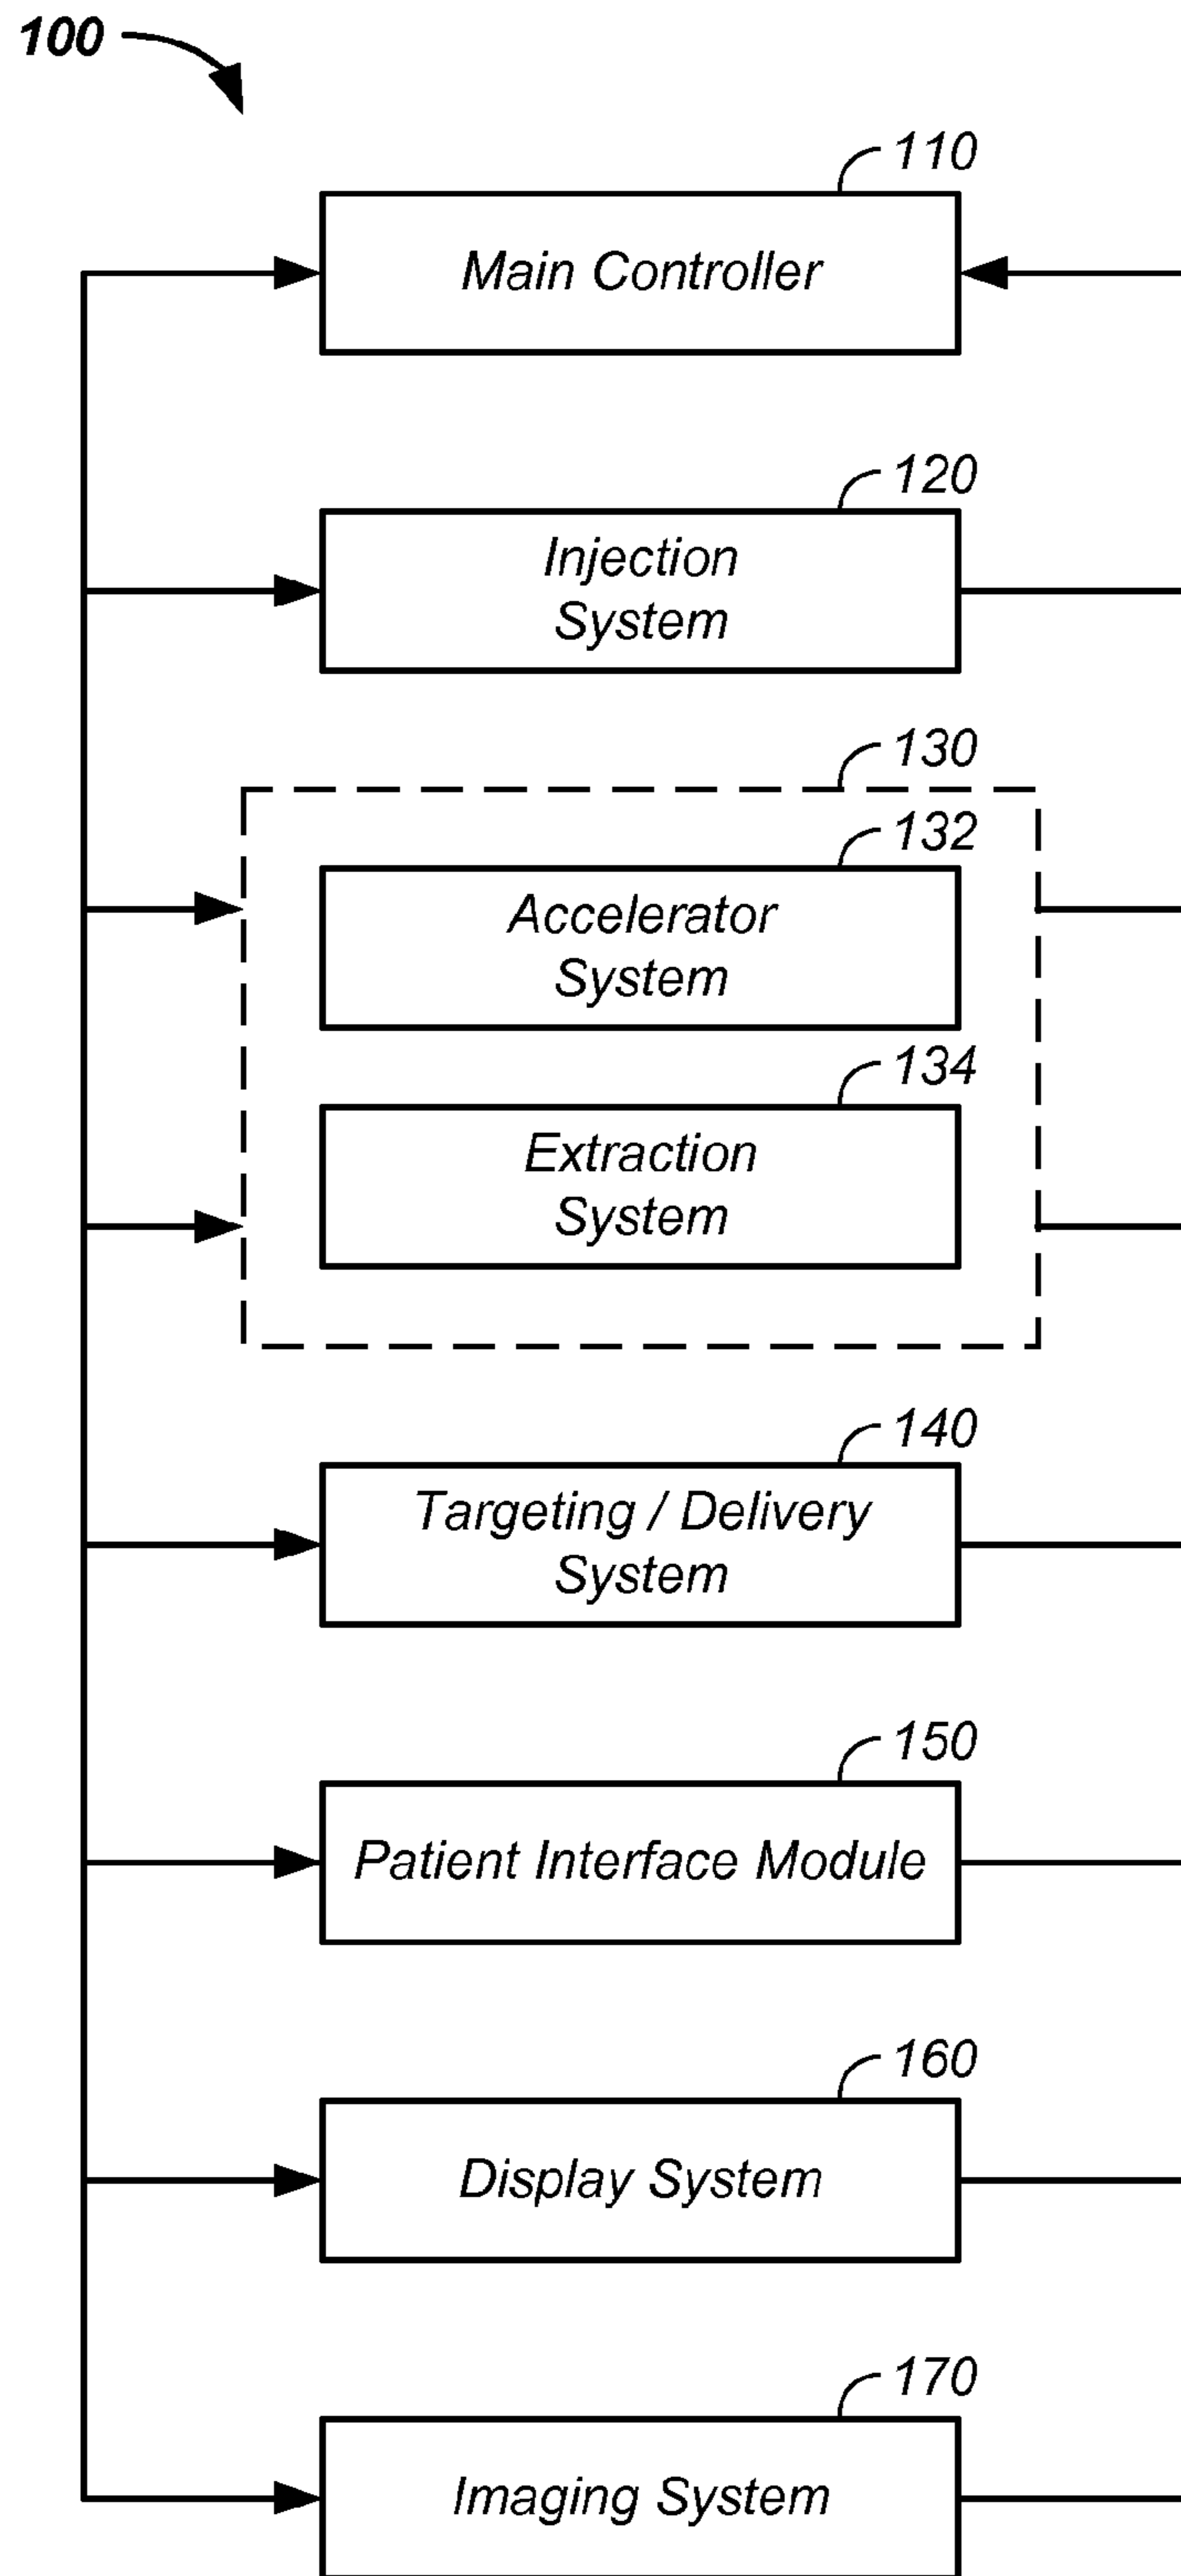 100
110
Main Controller
120
Injection
System
130
132
Accelerator
System
134
Extraction
System
140
Targeting / Delivery
System
150
Patient Interface Module
160
Display System
170
Imaging System